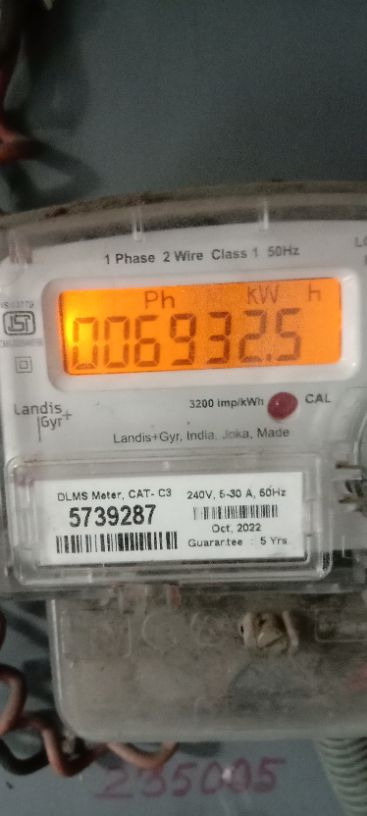 1 Phase 2 Wire Class 1 50Hz
Ph kW h
006932.5
ISI
3200 imp/kWh CAL
Landis
Gyr+
Landis+Gyr, India, Joka, Made
DLMS Meter, CAT- C3 240V, 5-30 A, 50Hz
5739287
Oct, 2022
Guarantee : 5 Yrs.
235005